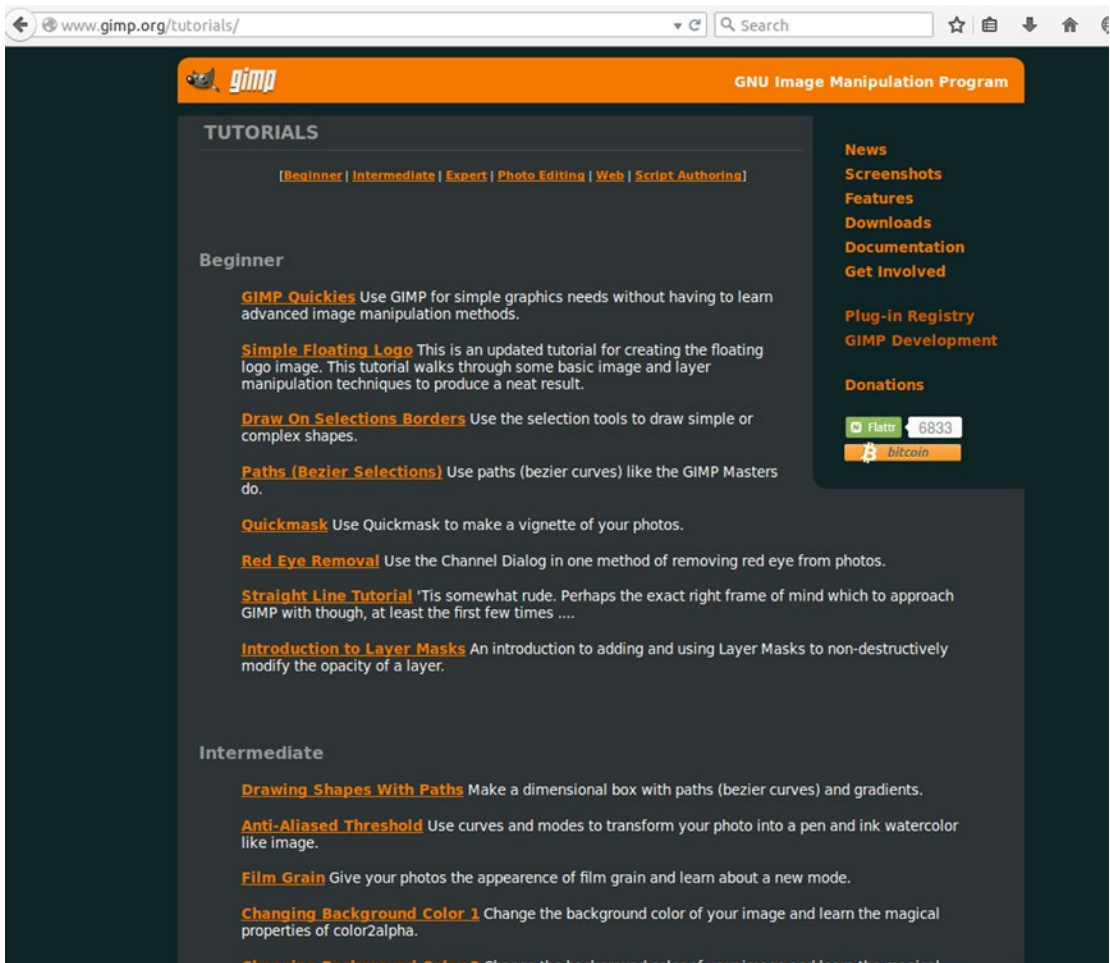 www.gimp.org/tutorials/
Search
gimp
GNU Image Manipulation Program
TUTORIALS
[Beginner | Intermediate | Expert | Photo Editing | Web | Script Authoring]
News
Screenshots
Features
Downloads
Documentation
Get Involved
Plug-in Registry
GIMP Development
Donations
Flattr 6833
bitcoin
Beginner
GIMP Quickies Use GIMP for simple graphics needs without having to learn
advanced image manipulation methods.
Simple Floating Logo This is an updated tutorial for creating the floating
logo image. This tutorial walks through some basic image and layer
manipulation techniques to produce a neat result.
Draw On Selections Borders Use the selection tools to draw simple or
complex shapes.
Paths (Bezier Selections) Use paths (bezier curves) like the GIMP Masters
do.
Quickmask Use Quickmask to make a vignette of your photos.
Red Eye Removal Use the Channel Dialog in one method of removing red eye from photos.
Straight Line Tutorial 'Tis somewhat rude. Perhaps the exact right frame of mind which to approach
GIMP with though, at least the first few times ....
Introduction to Layer Masks An introduction to adding and using Layer Masks to non-destructively
modify the opacity of a layer.
Intermediate
Drawing Shapes With Paths Make a dimensional box with paths (bezier curves) and gradients.
Anti-Aliased Threshold Use curves and modes to transform your photo into a pen and ink watercolor
like image.
Film Grain Give your photos the appearence of film grain and learn about a new mode.
Changing Background Color 1 Change the background color of your image and learn the magical
properties of color2alpha.